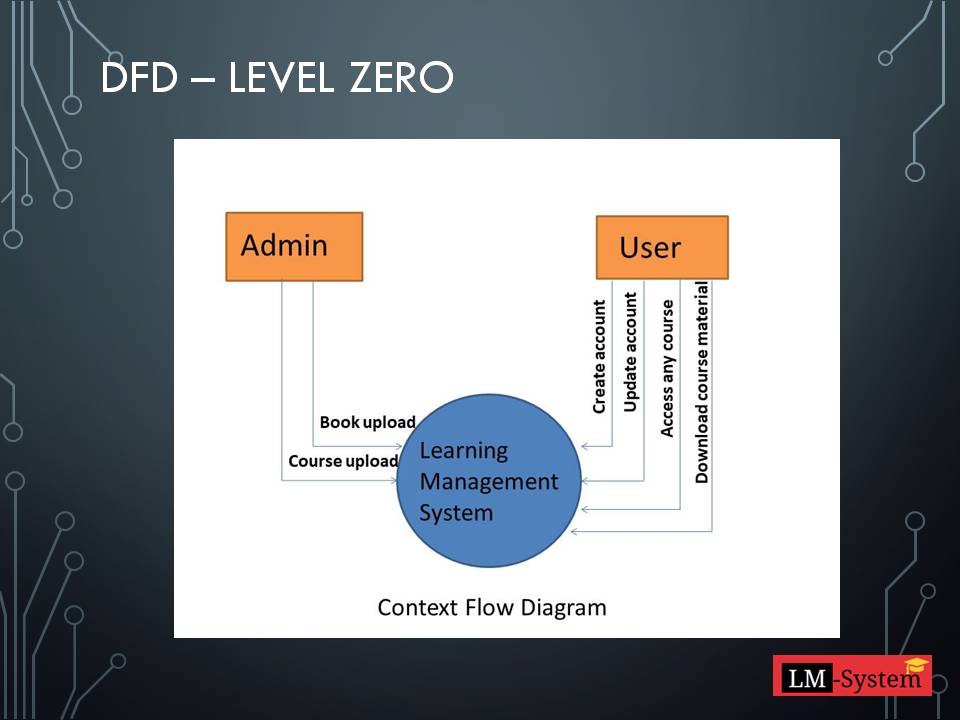 DFD – LEVEL ZERO
Admin
User
Create account
Update account
Access any course
Download course material
Book upload
Course upload
Learning
Management
System
Context Flow Diagram
LM-System